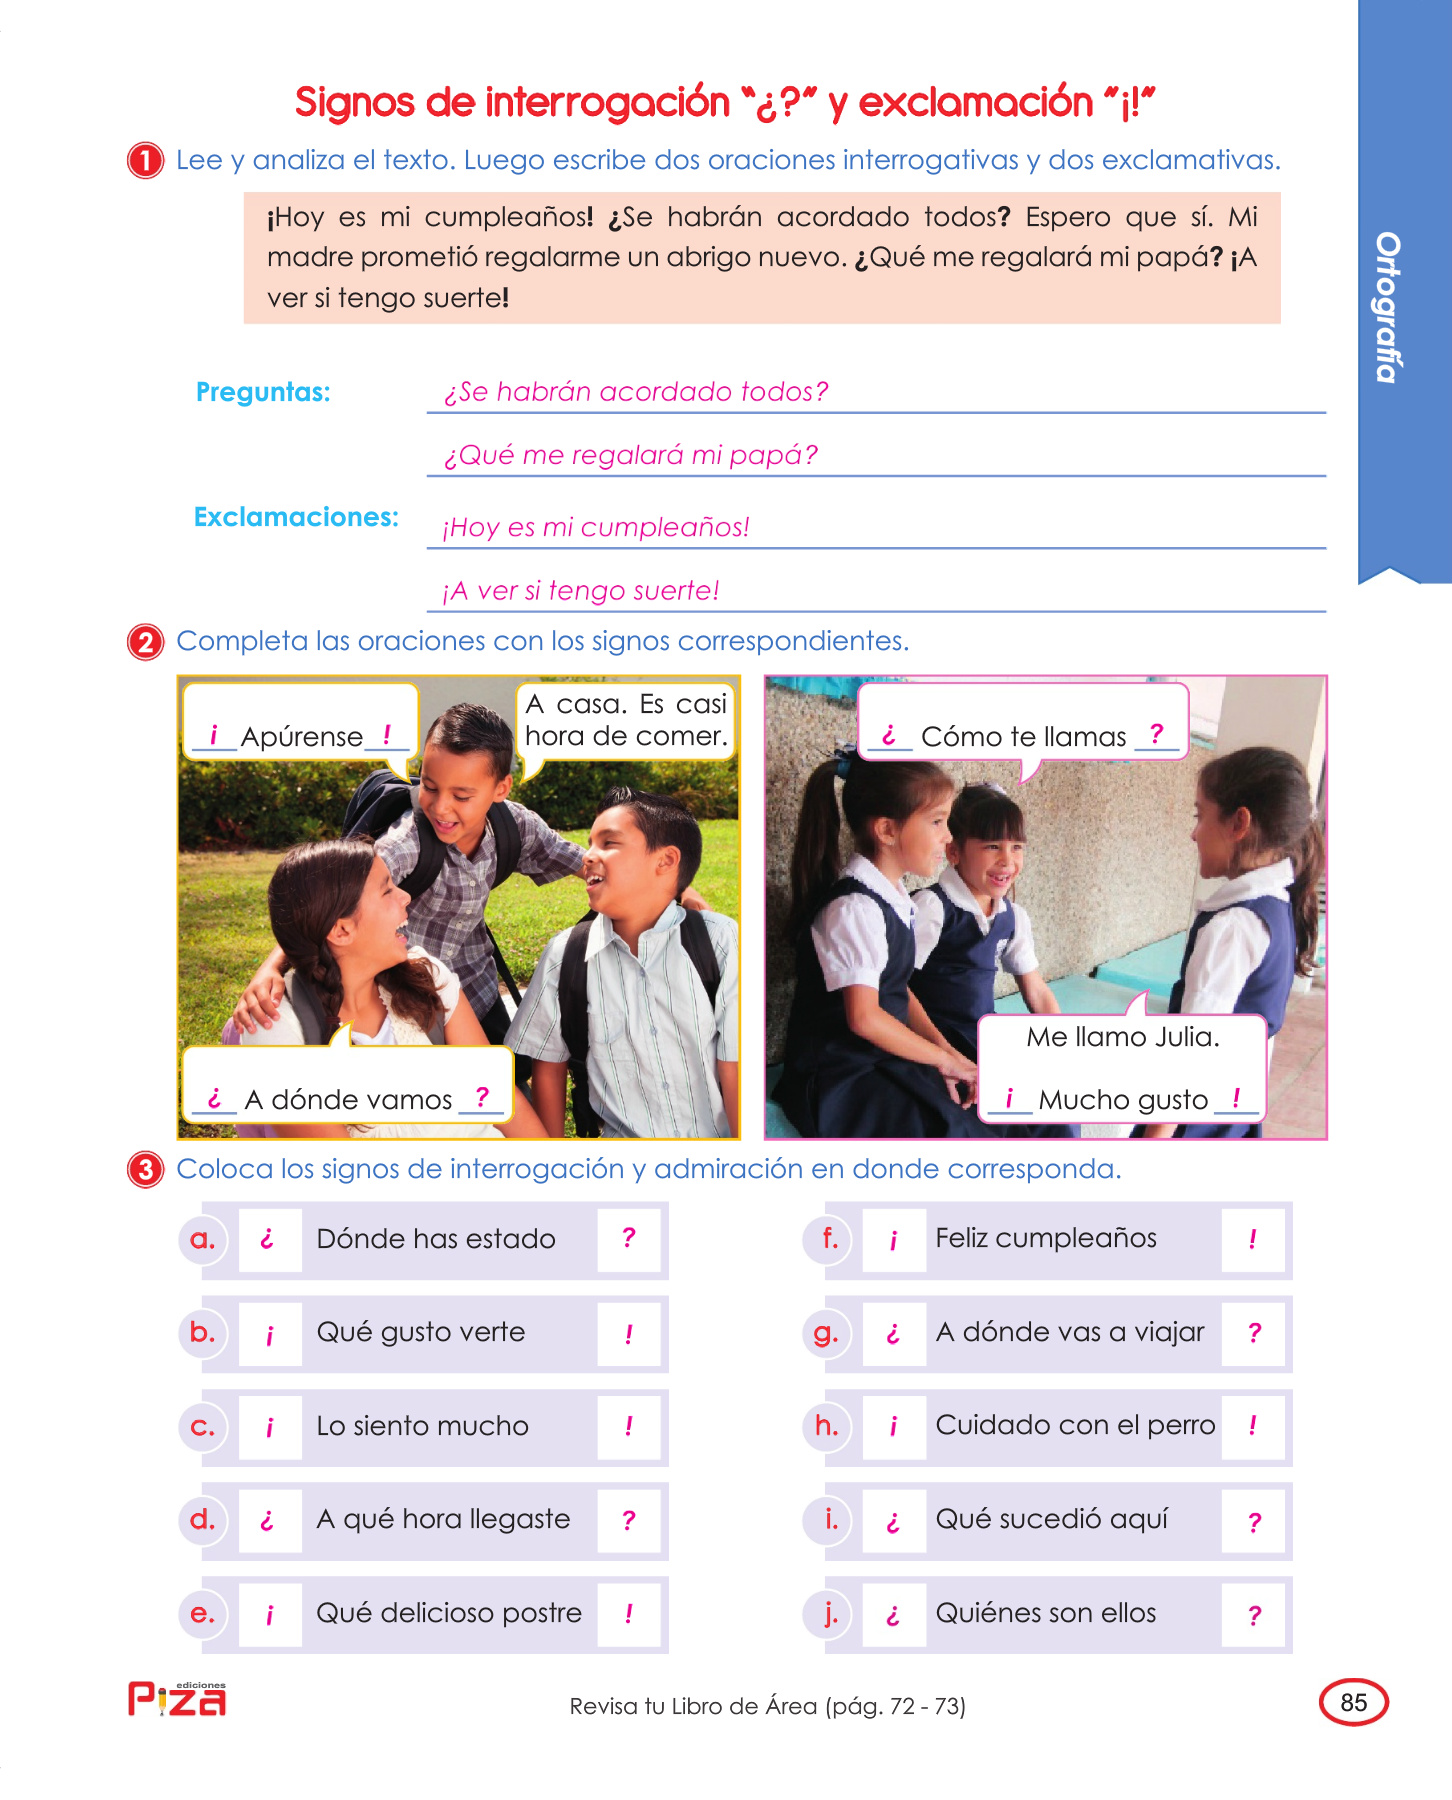 Signos de interrogación “¿?” y exclamación “¡!”
1 Lee y analiza el texto. Luego escribe dos oraciones interrogativas y dos exclamativas.
¡Hoy es mi cumpleaños! ¿Se habrán acordado todos? Espero que sí. Mi
madre prometió regalarme un abrigo nuevo. ¿Qué me regalará mi papá? ¡A
ver si tengo suerte!
Ortografía
Preguntas: ¿Se habrán acordado todos?
¿Qué me regalará mi papá?
Exclamaciones: ¡Hoy es mi cumpleaños!
¡A ver si tengo suerte!
2 Completa las oraciones con los signos correspondientes.
¡ Apúrense !
A casa. Es casi
hora de comer.
¿ A dónde vamos ?
¿ Cómo te llamas ?
Me llamo Julia.
¡ Mucho gusto !
3 Coloca los signos de interrogación y admiración en donde corresponda.
a. ¿ Dónde has estado ?
b. ¡ Qué gusto verte !
c. ¡ Lo siento mucho !
d. ¿ A qué hora llegaste ?
e. ¡ Qué delicioso postre !
f. ¡ Feliz cumpleaños !
g. ¿ A dónde vas a viajar ?
h. ¡ Cuidado con el perro !
i. ¿ Qué sucedió aquí ?
j. ¿ Quiénes son ellos ?
ediciones
Piza
Revisa tu Libro de Área (pág. 72 - 73)
85